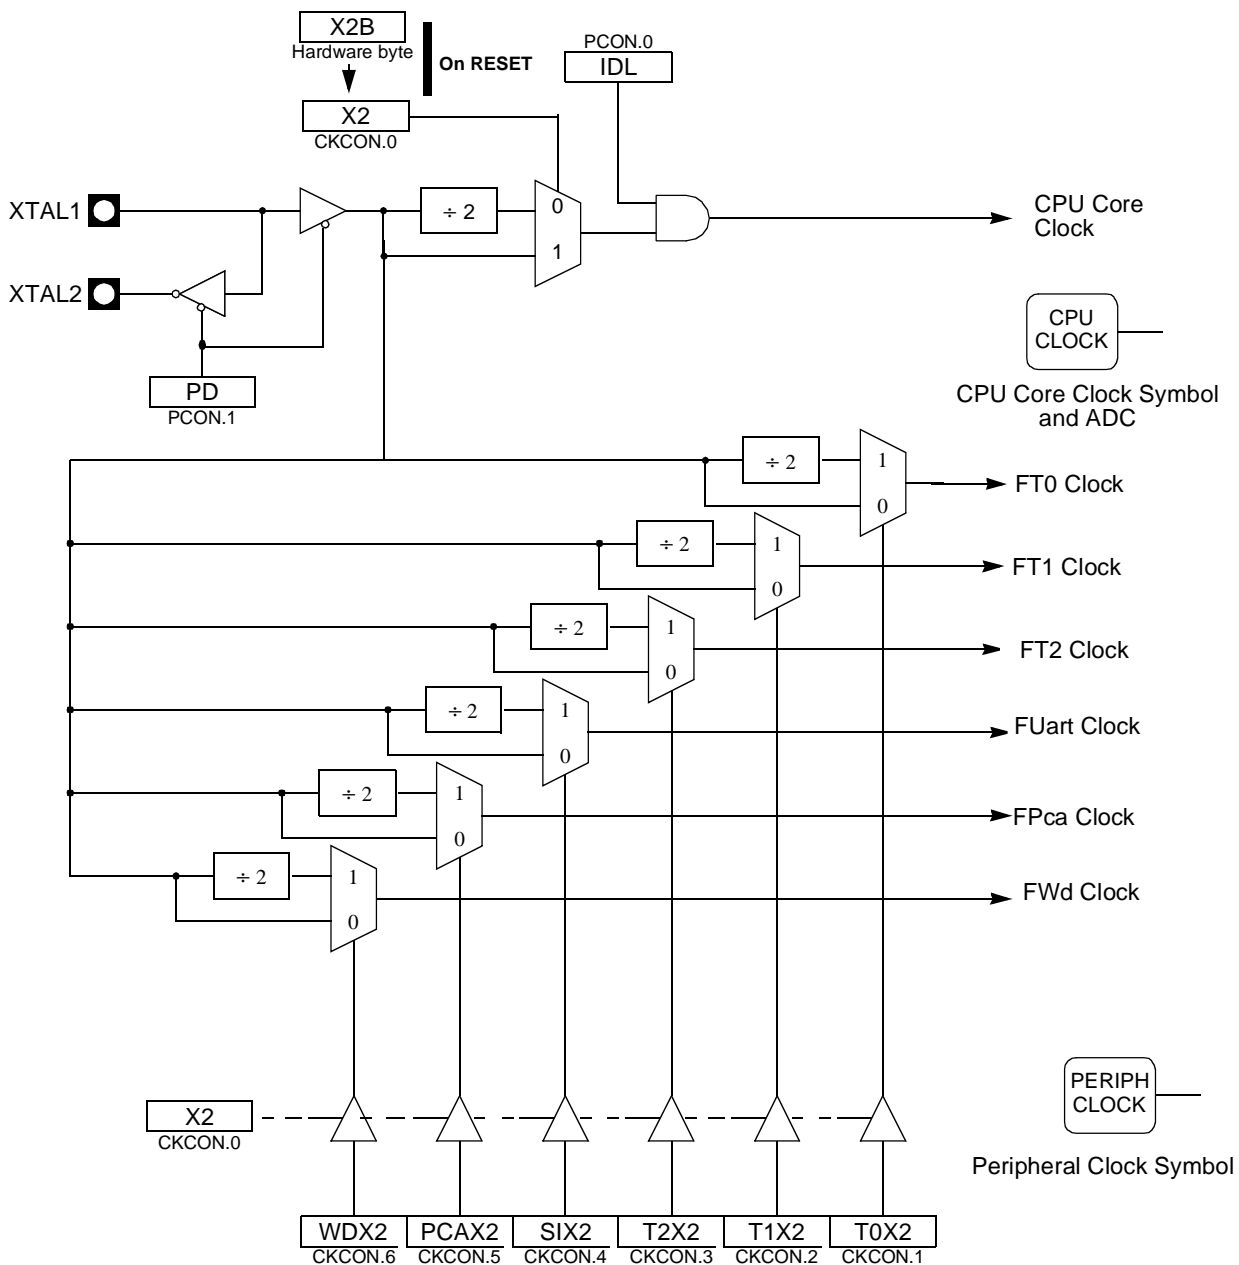 X2B
Hardware byte
On RESET
PCON.0
IDL
X2
CKCON.0
XTAL1
÷ 2
0
1
CPU Core
Clock
XTAL2
CPU
CLOCK
PD
PCON.1
CPU Core Clock Symbol
and ADC
÷ 2
1
0
FT0 Clock
÷ 2
1
0
FT1 Clock
÷ 2
1
0
FT2 Clock
÷ 2
1
0
FUart Clock
÷ 2
1
0
FPca Clock
÷ 2
1
0
FWd Clock
X2
CKCON.0
PERIPH
CLOCK
Peripheral Clock Symbol
WDX2 PCAX2 SIX2 T2X2 T1X2 T0X2
CKCON.6 CKCON.5 CKCON.4 CKCON.3 CKCON.2 CKCON.1